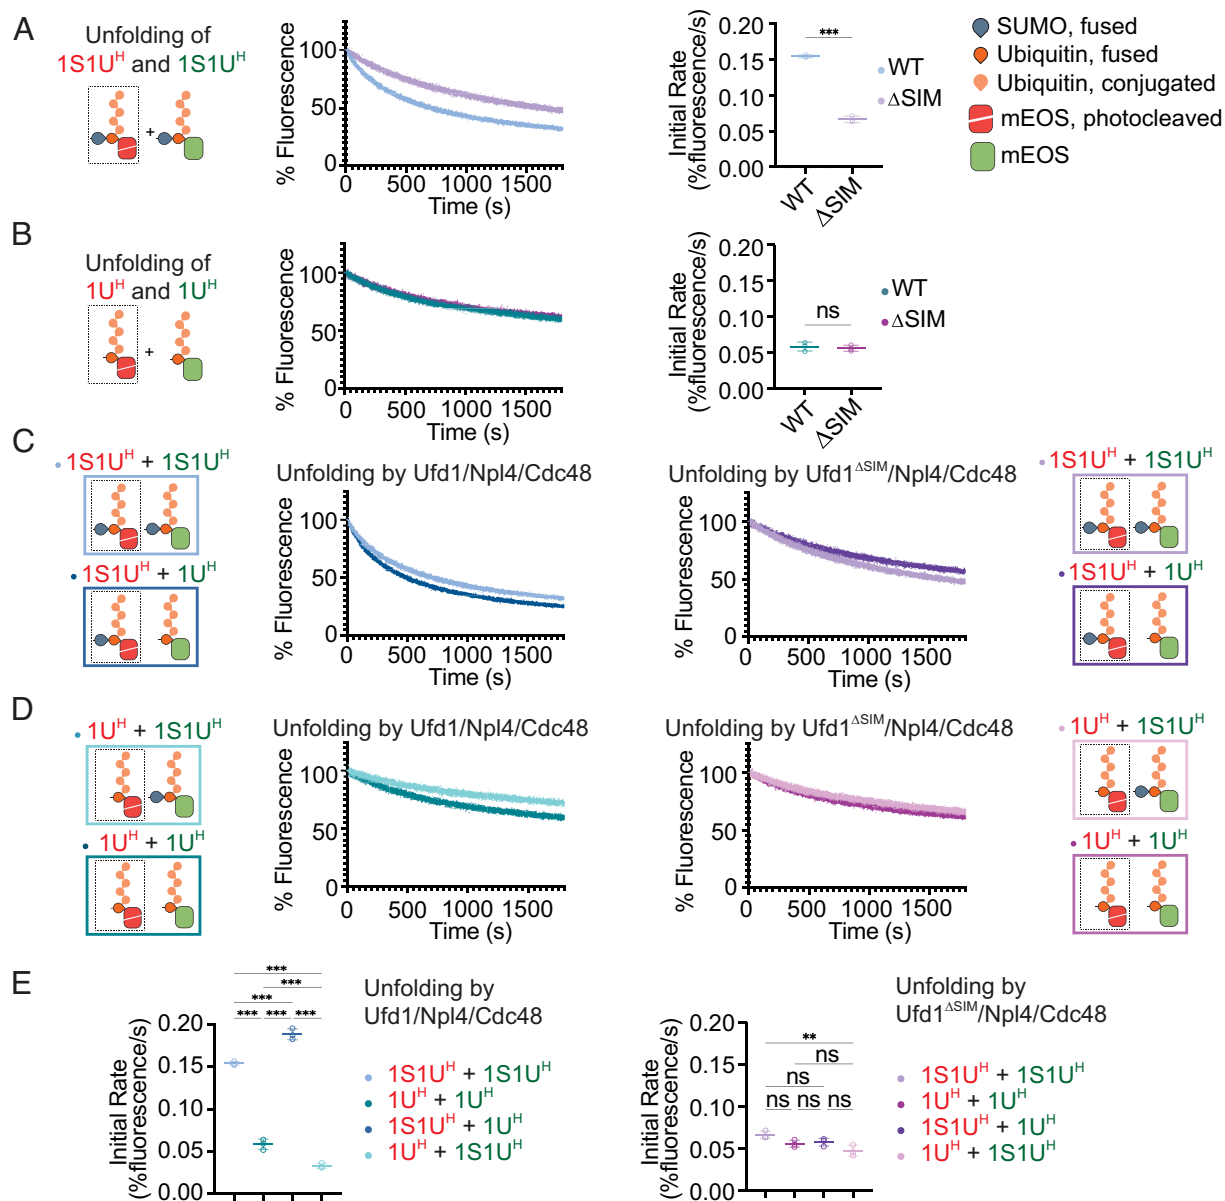 A
Unfolding of
1S1U^H and 1S1U^H
+
% Fluorescence
100
50
0
0 500 1000 1500
Time (s)
Initial Rate
(%fluorescence/s)
0.20
0.15
0.10
0.05
0.00
***
WT
ΔSIM
WT
ΔSIM
SUMO, fused
Ubiquitin, fused
Ubiquitin, conjugated
mEOS, photocleaved
mEOS
B
Unfolding of
1U^H and 1U^H
+
% Fluorescence
100
50
0
0 500 1000 1500
Time (s)
Initial Rate
(%fluorescence/s)
0.20
0.15
0.10
0.05
0.00
ns
WT
ΔSIM
WT
ΔSIM
C
1S1U^H + 1S1U^H
1S1U^H + 1U^H
Unfolding by Ufd1/Npl4/Cdc48
% Fluorescence
100
50
0
0 500 1000 1500
Time (s)
Unfolding by Ufd1^ΔSIM/Npl4/Cdc48
% Fluorescence
100
50
0
0 500 1000 1500
Time (s)
1S1U^H + 1S1U^H
1S1U^H + 1U^H
D
1U^H + 1S1U^H
1U^H + 1U^H
Unfolding by Ufd1/Npl4/Cdc48
% Fluorescence
100
50
0
0 500 1000 1500
Time (s)
Unfolding by Ufd1^ΔSIM/Npl4/Cdc48
% Fluorescence
100
50
0
0 500 1000 1500
Time (s)
1U^H + 1S1U^H
1U^H + 1U^H
E
Initial Rate
(%fluorescence/s)
0.20
0.15
0.10
0.05
0.00
***
***
***
*** *** ***
Unfolding by
Ufd1/Npl4/Cdc48
1S1U^H + 1S1U^H
1U^H + 1U^H
1S1U^H + 1U^H
1U^H + 1S1U^H
Initial Rate
(%fluorescence/s)
0.20
0.15
0.10
0.05
0.00
**
ns
ns
ns ns ns
Unfolding by
Ufd1^ΔSIM/Npl4/Cdc48
1S1U^H + 1S1U^H
1U^H + 1U^H
1S1U^H + 1U^H
1U^H + 1S1U^H